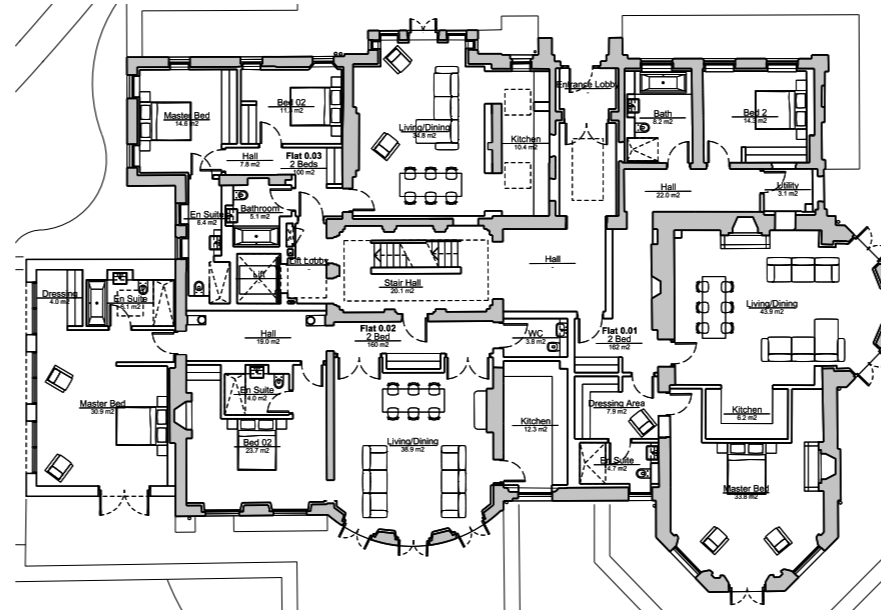 Master Bed
14.8 m2
Bed 02
11.7 m2
Living/Dining
34.8 m2
Kitchen
10.4 m2
Entrance Lobby
Bath
8.2 m2
Bed 2
14.3 m2
Hall
7.8 m2
Flat 0.03
2 Beds
100 m2
En Suite
6.4 m2
Bathroom
5.1 m2
Hall
22.0 m2
Utility
3.1 m2
Lift
Lift Lobby
Stair Hall
20.1 m2
Hall
Dressing
4.0 m2
En Suite
Living/Dining
43.9 m2
Hall
19.0 m2
Flat 0.02
2 Bed
160 m2
WC
3.8 m2
Flat 0.01
2 Bed
162 m2
Master Bed
30.9 m2
En Suite
4.0 m2
Bed 02
23.7 m2
Living/Dining
Kitchen
12.3 m2
Dressing Area
7.9 m2
En Suite
4.7 m2
Kitchen
6.2 m2
Master Bed
33.8 m2